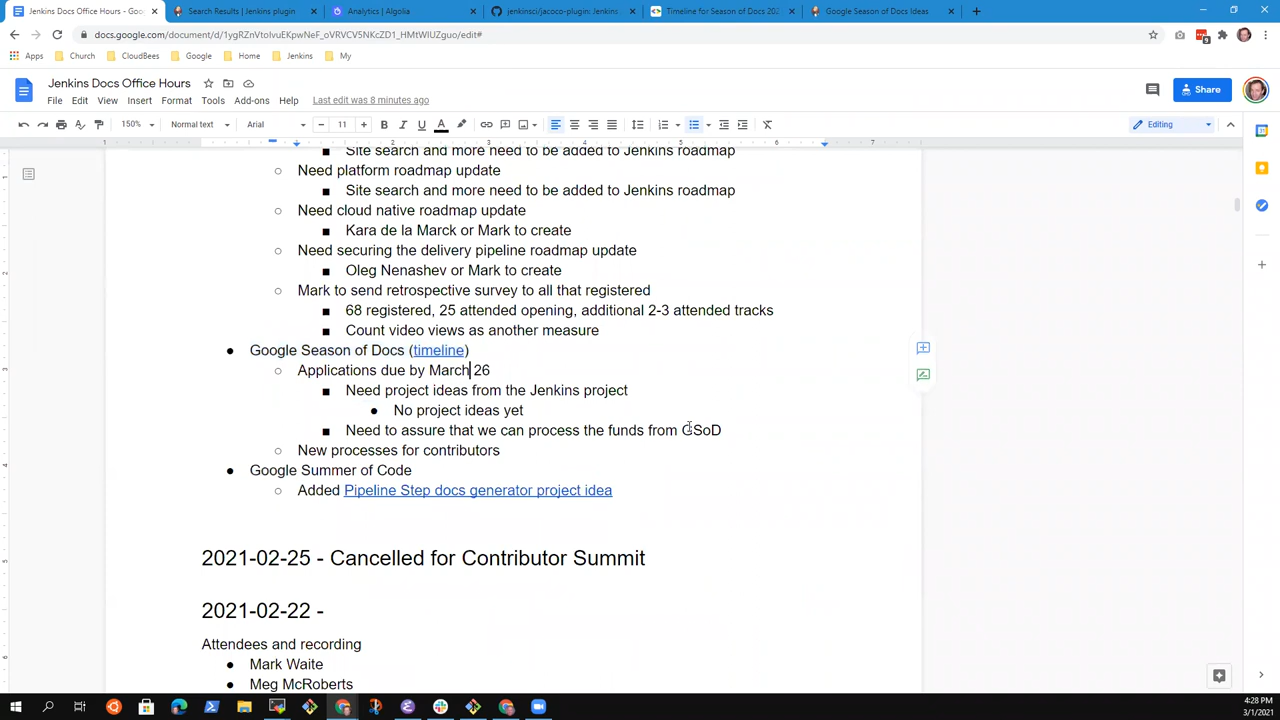 Jenkins Docs Office Hours - Goo
Search Results | Jenkins plugin
Analytics | Algolia
jenkinsci/jacoco-plugin: Jenkins
Timeline for Season of Docs 202
Google Season of Docs Ideas
docs.google.com/document/d/1ygRZnVtoIvuEKpwNeF_oVRVCV5NKcZD1_HMtWIUZguo/edit#
9
Apps
Church
CloudBees
Google
Home
Jenkins
My
Jenkins Docs Office Hours
File Edit View Insert Format Tools Add-ons Help Last edit was 8 minutes ago
Share
150% Normal text Arial 11 B I U A Editing
1 1 2 3 4 5 6 7
Site search and more need to be added to Jenkins roadmap
Need platform roadmap update
Site search and more need to be added to Jenkins roadmap
Need cloud native roadmap update
Kara de la Marck or Mark to create
Need securing the delivery pipeline roadmap update
Oleg Nenashev or Mark to create
Mark to send retrospective survey to all that registered
68 registered, 25 attended opening, additional 2-3 attended tracks
Count video views as another measure
Google Season of Docs (timeline)
Applications due by March 26
Need project ideas from the Jenkins project
No project ideas yet
Need to assure that we can process the funds from GSoD
New processes for contributors
Google Summer of Code
Added Pipeline Step docs generator project idea
2021-02-25 - Cancelled for Contributor Summit
2021-02-22 -
Attendees and recording
Mark Waite
Meg McRoberts
4:28 PM
3/1/2021